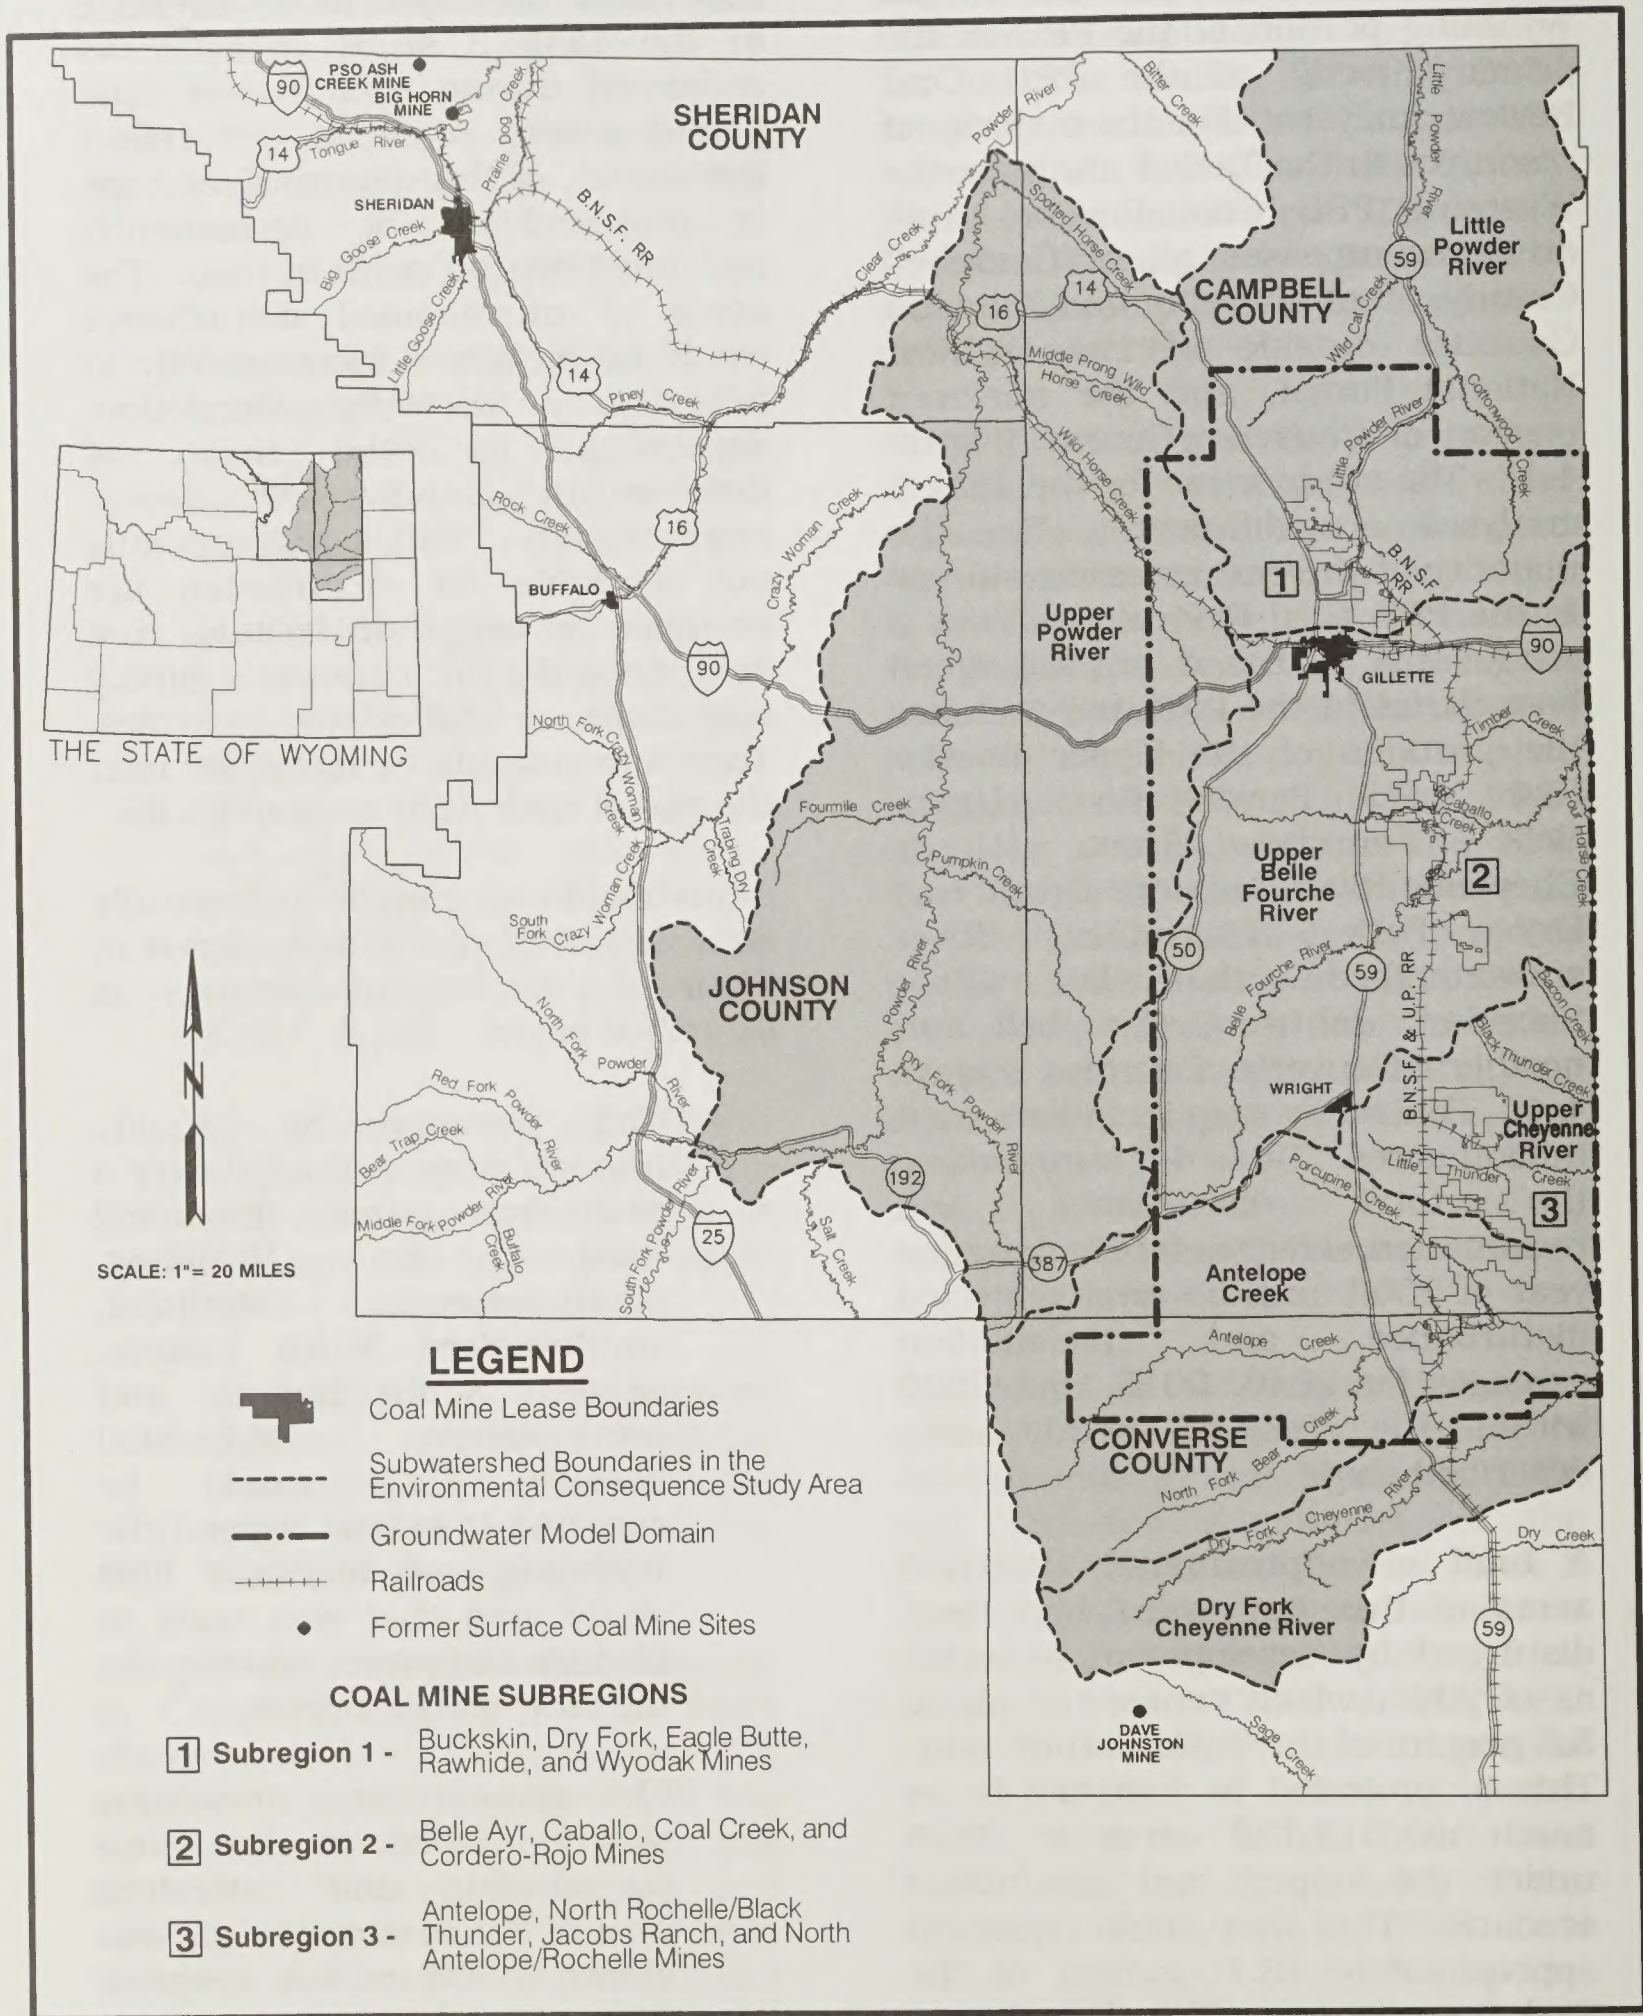 90
PSO ASH
CREEK MINE
BIG HORN
MINE
14
Tongue River
Prairie Dog Creek
SHERIDAN
COUNTY
Powder River
Bitter Creek
Little Powder River
SHERIDAN
Big Goose Creek
Little Goose Creek
B.N.S.F. RR
Clear Creek
Spotted Horse Creek
59
Little
Powder
River
14
16
14
CAMPBELL
COUNTY
Wild Cat Creek
Piney Creek
Middle Prong Wild
Horse Creek
Little Powder River
Cottonwood
Creek
Wild Horse Creek
THE STATE OF WYOMING
Rock Creek
16
Crazy Woman Creek
BUFFALO
90
Upper
Powder
River
1
B.N.S.F.
RR
90
GILLETTE
North Fork Crazy Woman
Creek
Trabing Dry
Creek
Fourmile Creek
Pumpkin Creek
Timber Creek
Caballo
Creek
Four Horse Creek
South
Fork Crazy Woman Creek
Upper
Belle
Fourche
River
2
50
59
Belle Fourche River
B.N.S.F. & U.P. RR
JOHNSON
COUNTY
Powder River
North Fork Powder River
Dry Fork Powder River
Bacon Creek
Black Thunder Creek
WRIGHT
Upper
Cheyenne
River
Red Fork Powder River
Bear Trap Creek
Middle Fork Powder River
Buffalo
Creek
South Fork Powder River
25
192
Salt Creek
387
Porcupine Creek
Little Thunder Creek
3
Antelope
Creek
N
SCALE: 1"= 20 MILES
Antelope Creek
CONVERSE
COUNTY
North Fork Bear Creek
Dry Fork Cheyenne River
Dry Creek
Dry Fork
Cheyenne River
59
DAVE
JOHNSTON
MINE
Sage Creek
LEGEND
Coal Mine Lease Boundaries
Subwatershed Boundaries in the
Environmental Consequence Study Area
Groundwater Model Domain
Railroads
Former Surface Coal Mine Sites
COAL MINE SUBREGIONS
1 Subregion 1 - Buckskin, Dry Fork, Eagle Butte,
Rawhide, and Wyodak Mines
2 Subregion 2 - Belle Ayr, Caballo, Coal Creek, and
Cordero-Rojo Mines
3 Subregion 3 - Antelope, North Rochelle/Black
Thunder, Jacobs Ranch, and North
Antelope/Rochelle Mines